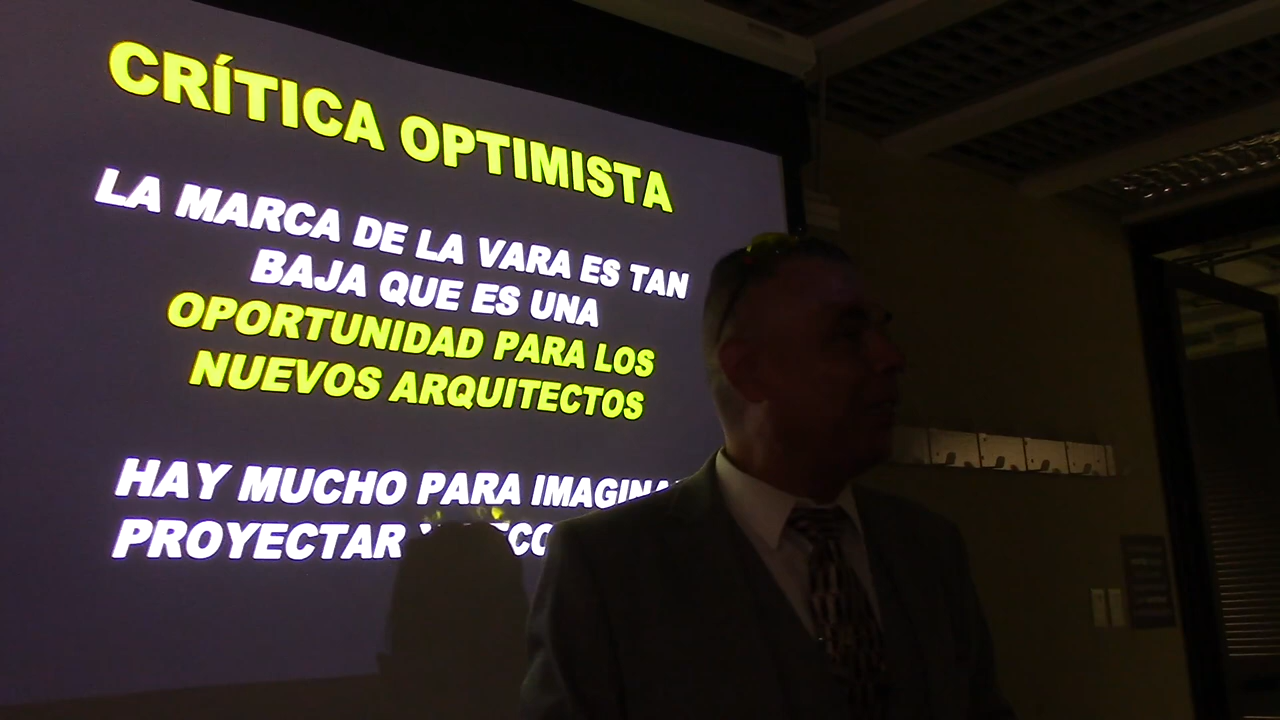 CRÍTICA OPTIMISTA
LA MARCA DE LA VARA ES TAN
BAJA QUE ES UNA
OPORTUNIDAD PARA LOS
NUEVOS ARQUITECTOS
HAY MUCHO PARA
PROYECTAR